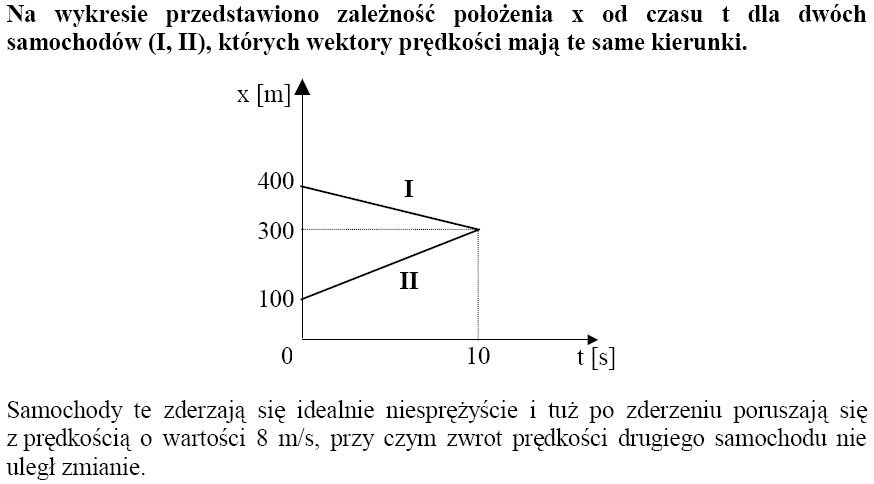 Na wykresie przedstawiono zależność położenia x od czasu t dla dwóch
samochodów (I, II), których wektory prędkości mają te same kierunki.
x [m]
400
I
300
II
100
0
10
t [s]
Samochody te zderzają się idealnie niesprężyście i tuż po zderzeniu poruszają się
z prędkością o wartości 8 m/s, przy czym zwrot prędkości drugiego samochodu nie
uległ zmianie.